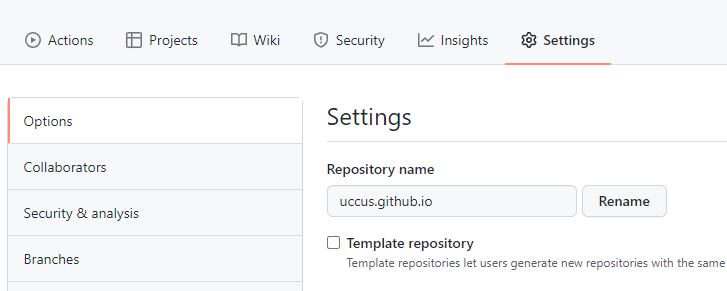 Actions Projects Wiki Security Insights Settings
Options
Collaborators
Security & analysis
Branches
Settings
Repository name
uccus.github.io Rename
Template repository
Template repositories let users generate new repositories with the same